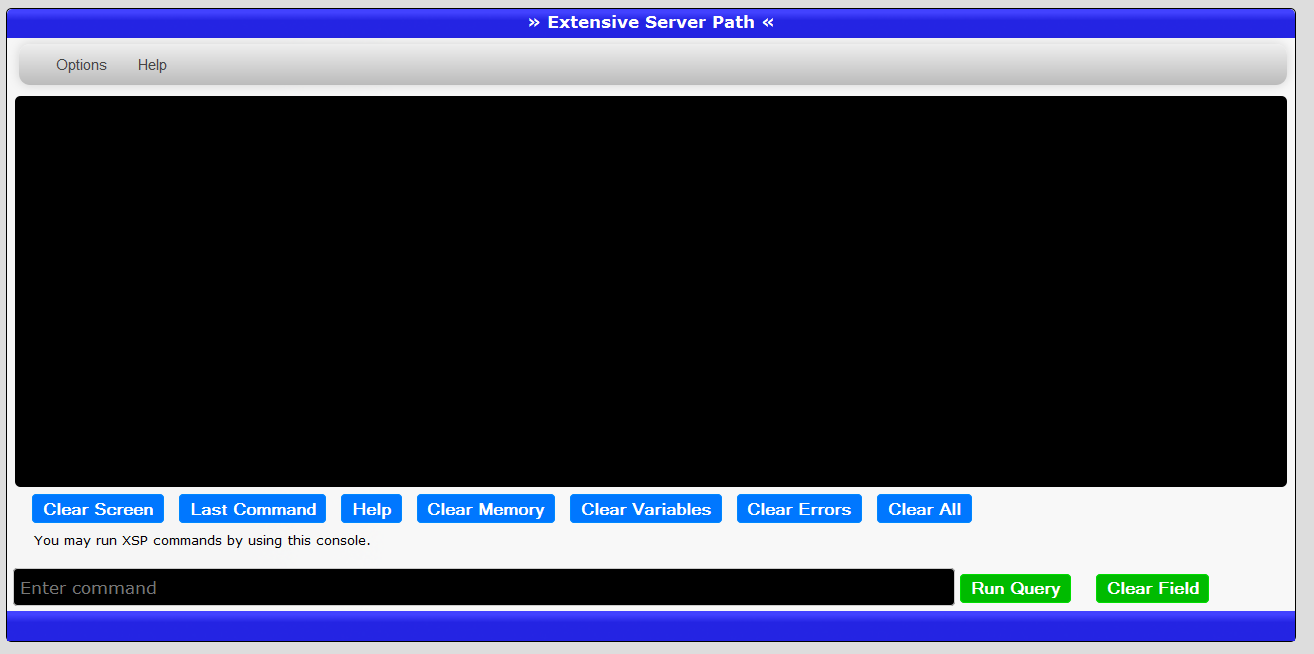 » Extensive Server Path «
Options Help
Clear Screen Last Command Help Clear Memory Clear Variables Clear Errors Clear All
You may run XSP commands by using this console.
Enter command Run Query Clear Field